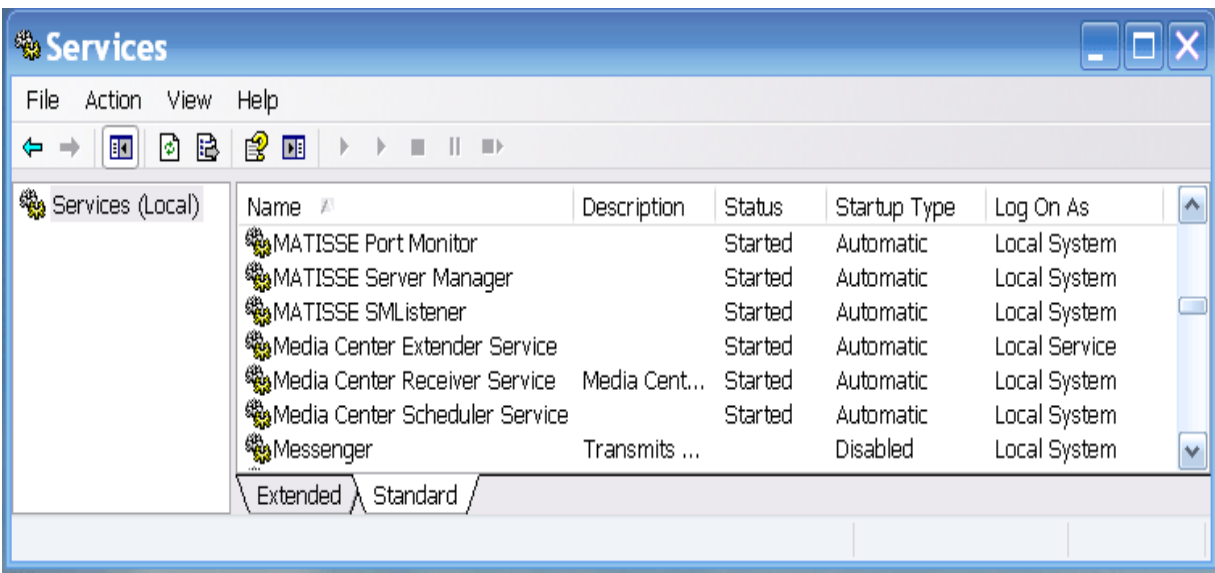 Services
File Action View Help
Services (Local)
Name Description Status Startup Type Log On As
MATISSE Port Monitor Started Automatic Local System
MATISSE Server Manager Started Automatic Local System
MATISSE SMListener Started Automatic Local System
Media Center Extender Service Started Automatic Local Service
Media Center Receiver Service Media Cent... Started Automatic Local System
Media Center Scheduler Service Started Automatic Local System
Messenger Transmits ... Disabled Local System
Extended Standard